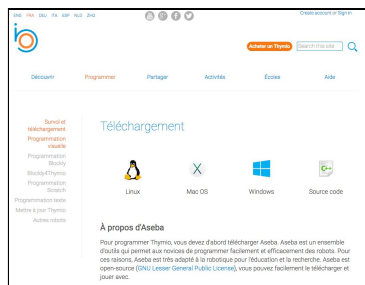 ENG FRA DEU ITA ESP NLD ZHO
Create account or Sign in
Acheter un Thymio
Search this site
Découvrir Programmer Partager Activités Écoles Aide
Survol et
téléchargement
Programmation
visuelle
Programmation
Blockly
Blockly4Thymio
Programmation
Scratch
Programmation texte
Mettre à jour Thymio
Autres robots
Téléchargement
Linux Mac OS Windows Source code
À propos d'Aseba
Pour programmer Thymio, vous devez d'abord télécharger Aseba. Aseba est un ensemble
d'outils qui permet aux novices de programmer facilement et efficacement des robots. Pour
ces raisons, Aseba est très adapté à la robotique pour l'éducation et la recherche. Aseba est
open-source (GNU Lesser General Public License), vous pouvez facilement le télécharger et
jouer avec.